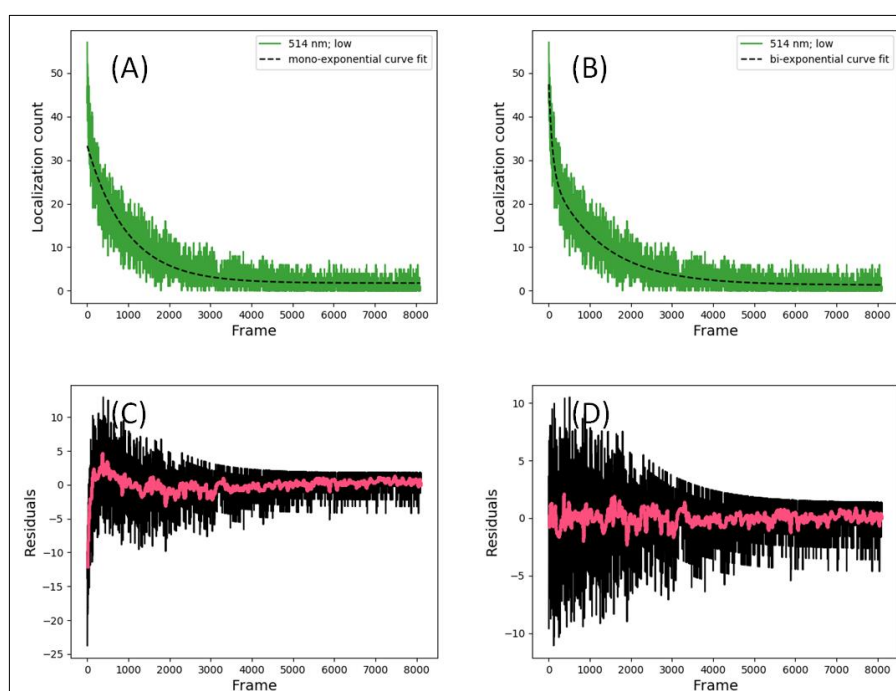 (A)
514 nm; low
mono-exponential curve fit
Localization count
50
40
30
20
10
0
0 1000 2000 3000 4000 5000 6000 7000 8000
Frame
(B)
514 nm; low
bi-exponential curve fit
Localization count
50
40
30
20
10
0
0 1000 2000 3000 4000 5000 6000 7000 8000
Frame
(C)
Residuals
10
5
0
−5
−10
−15
−20
−25
0 1000 2000 3000 4000 5000 6000 7000 8000
Frame
(D)
Residuals
10
5
0
−5
−10
0 1000 2000 3000 4000 5000 6000 7000 8000
Frame